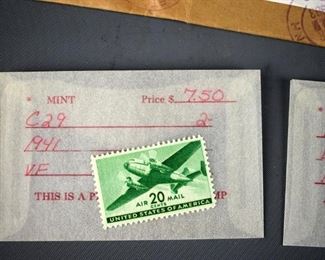 * MINT Price $ 7.50
C29 2-
1941
VF
THIS IS A
AIR 20 MAIL
CENTS
UNITED STATES OF AMERICA